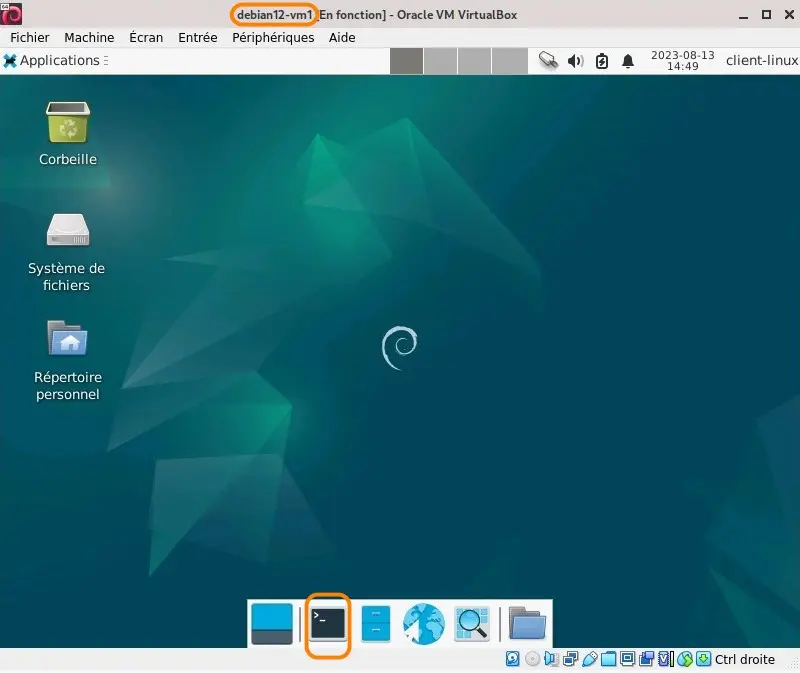 debian12-vm1 [En fonction] - Oracle VM VirtualBox
Fichier Machine Écran Entrée Périphériques Aide
Applications
2023-08-13
14:49
client-linux
Corbeille
Système de
fichiers
Répertoire
personnel
>_
Ctrl droite